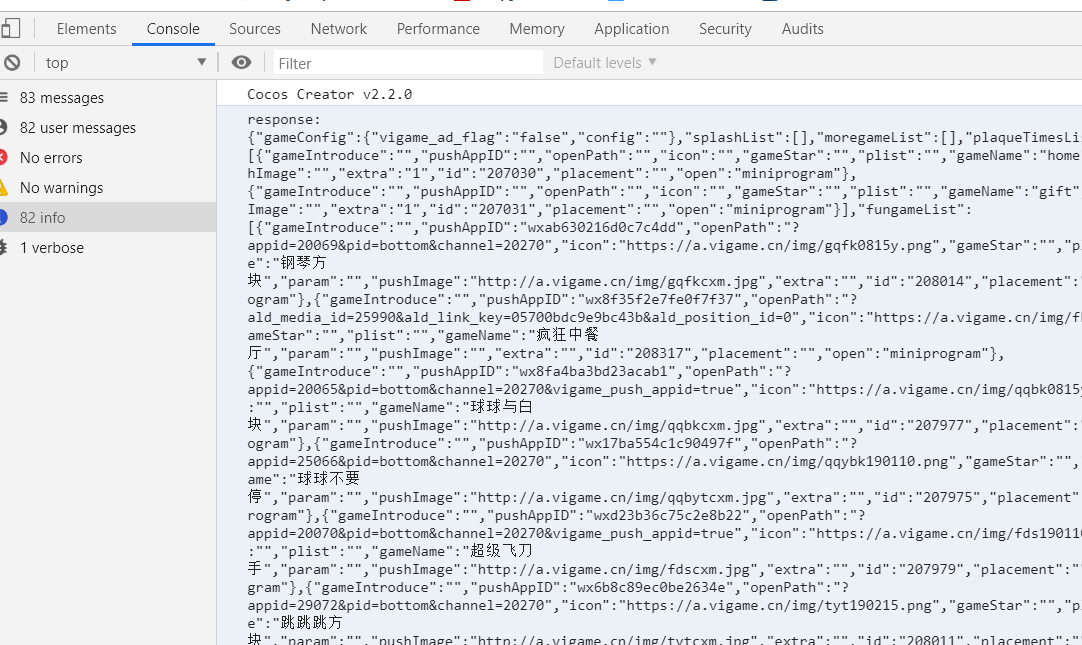 Elements Console Sources Network Performance Memory Application Security Audits
top Filter Default levels
83 messages
82 user messages
No errors
No warnings
82 info
1 verbose
Cocos Creator v2.2.0
response:
{"gameConfig":{"vigame_ad_flag":"false","config":""},"splashList":[],"moregameList":[],"plaqueTimesLi
[{"gameIntroduce":"","pushAppID":"","openPath":"","icon":"","gameStar":"","plist":"","gameName":"home
hImage":"","extra":"1","id":"207030","placement":"","open":"miniprogram"},
{"gameIntroduce":"","pushAppID":"","openPath":"","icon":"","gameStar":"","plist":"","gameName":"gift"
Image":"","extra":"1","id":"207031","placement":"","open":"miniprogram"}],"fungameList":
[{"gameIntroduce":"","pushAppID":"wxab630216d0c7c4dd","openPath":"?
appid=20069&pid=bottom&channel=20270","icon":"https://a.vigame.cn/img/gqfk0815y.png","gameStar":"","p
e":"钢琴方
块","param":"","pushImage":"http://a.vigame.cn/img/gqfkcxm.jpg","extra":"","id":"208014","placement":"
ogram"},{"gameIntroduce":"","pushAppID":"wx8f35f2e7fe0f7f37","openPath":"?
ald_media_id=25990&ald_link_key=05700bdc9e9bc43b&ald_position_id=0","icon":"https://a.vigame.cn/img/f
ameStar":"","plist":"","gameName":"疯狂中餐
厅","param":"","pushImage":"","extra":"","id":"208317","placement":"","open":"miniprogram"},
{"gameIntroduce":"","pushAppID":"wx8fa4ba3bd23acab1","openPath":"?
appid=20065&pid=bottom&channel=20270&vigame_push_appid=true","icon":"https://a.vigame.cn/img/qqbk0815y
:"","plist":"","gameName":"球球与白
块","param":"","pushImage":"http://a.vigame.cn/img/qqbkcxm.jpg","extra":"","id":"207977","placement":"
ogram"},{"gameIntroduce":"","pushAppID":"wx17ba554c1c90497f","openPath":"?
appid=25066&pid=bottom&channel=20270","icon":"https://a.vigame.cn/img/qqybk190110.png","gameStar":"",
ame":"球球不要
停","param":"","pushImage":"http://a.vigame.cn/img/qqbytcxm.jpg","extra":"","id":"207975","placement"
rogram"},{"gameIntroduce":"","pushAppID":"wxd23b36c75c2e8b22","openPath":"?
appid=20070&pid=bottom&channel=20270&vigame_push_appid=true","icon":"https://a.vigame.cn/img/fds19011
:"","plist":"","gameName":"超级飞刀
手","param":"","pushImage":"http://a.vigame.cn/img/fdscxm.jpg","extra":"","id":"207979","placement":"
gram"},{"gameIntroduce":"","pushAppID":"wx6b8c89ec0be2634e","openPath":"?
appid=29072&pid=bottom&channel=20270","icon":"https://a.vigame.cn/img/tyt190215.png","gameStar":"","p
e":"跳跳跳方
块","param":"","pushImage":"http://a.vigame.cn/img/tytcxm.jpg","extra":"","id":"208011","placement":"